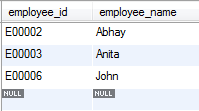 employee_id employee_name
E00002 Abhay
E00003 Anita
E00006 John
NULL NULL